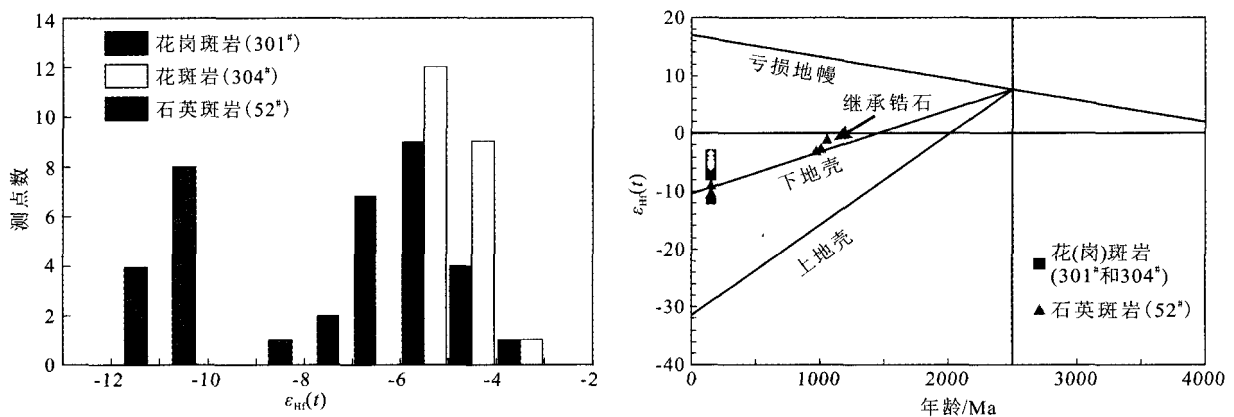 14
12
10
8
6
4
2
0
测点数
花岗斑岩(301#)
花斑岩(304#)
石英斑岩(52#)
-12
-10
-8
-6
-4
-2
εHf(t)
20
10
0
-10
-20
-30
-40
εHf(t)
亏损地幔
继承锆石
下地壳
上地壳
花(岗)斑岩
(301#和304#)
石英斑岩(52#)
0
1000
2000
3000
4000
年龄/Ma